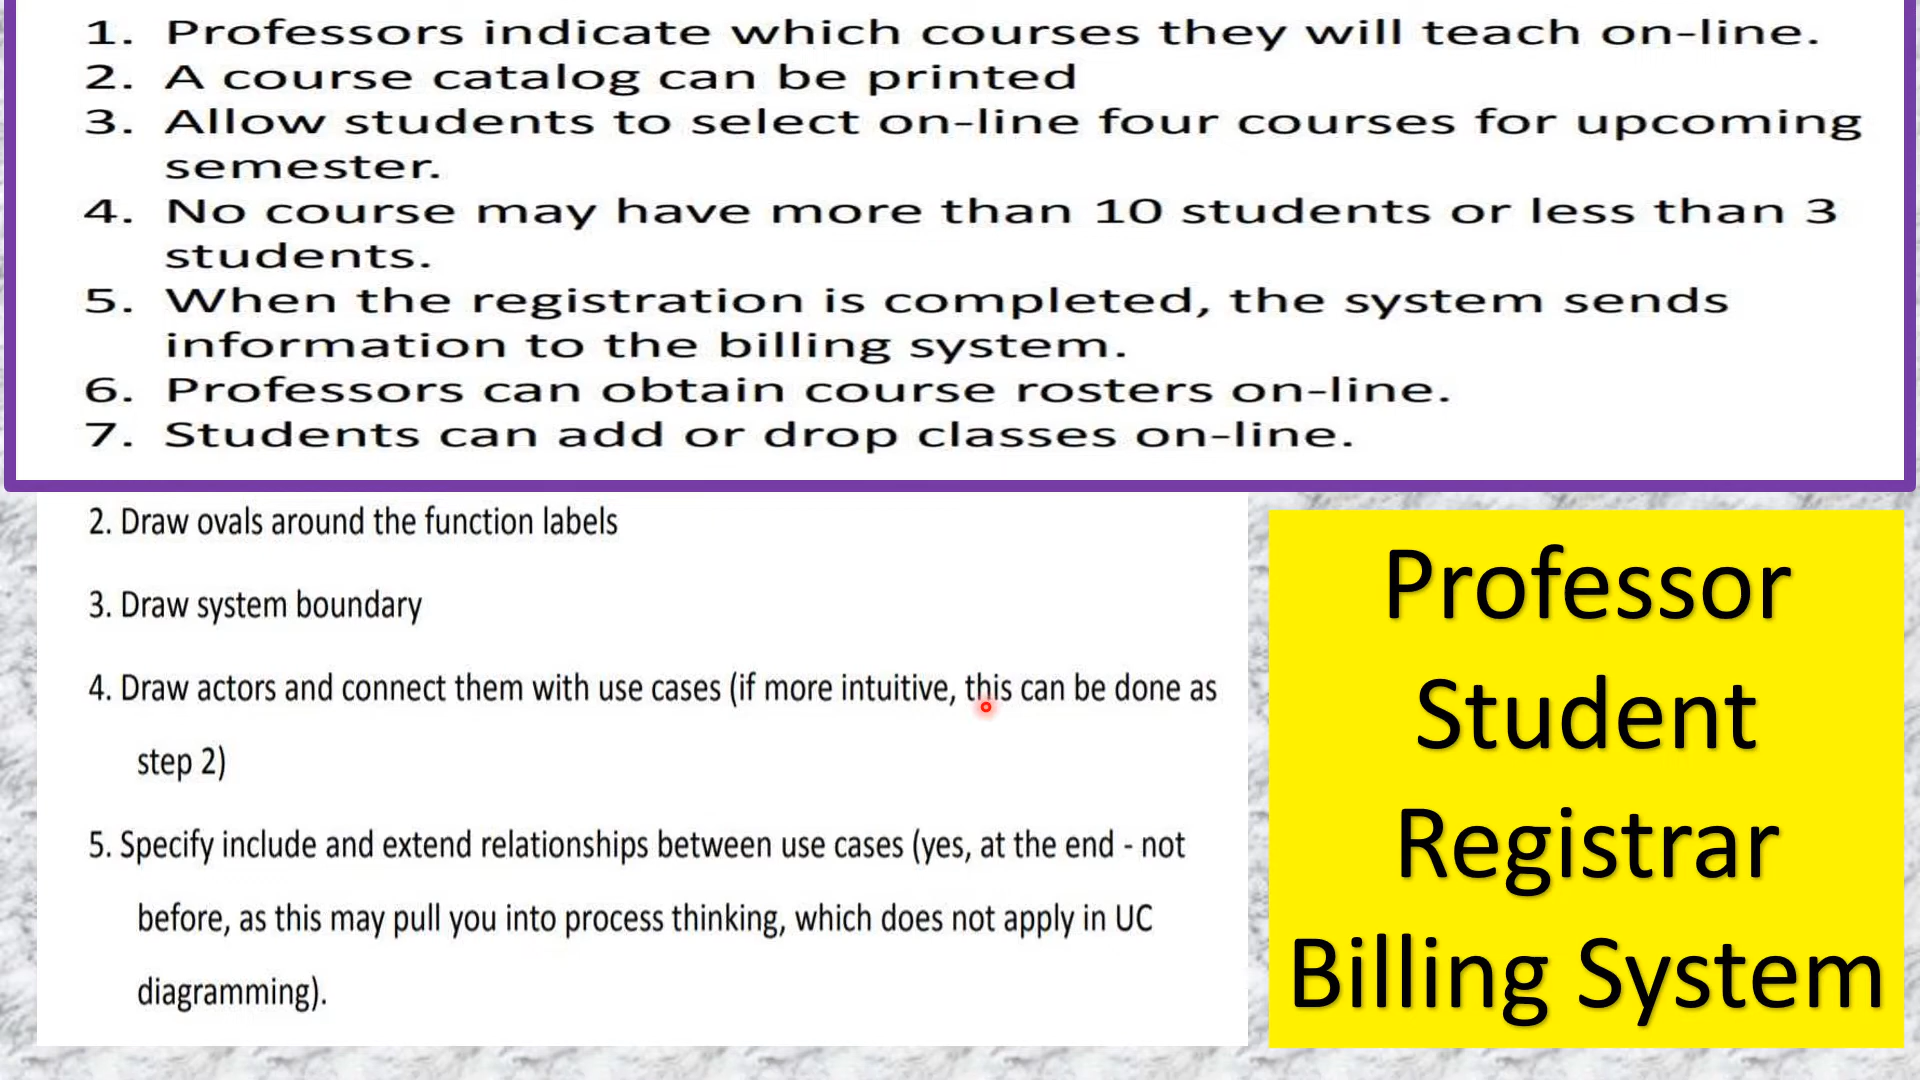 1. Professors indicate which courses they will teach on-line.
2. A course catalog can be printed
3. Allow students to select on-line four courses for upcoming
semester.
4. No course may have more than 10 students or less than 3
students.
5. When the registration is completed, the system sends
information to the billing system.
6. Professors can obtain course rosters on-line.
7. Students can add or drop classes on-line.
2. Draw ovals around the function labels
3. Draw system boundary
4. Draw actors and connect them with use cases (if more intuitive, this can be done as
step 2)
5. Specify include and extend relationships between use cases (yes, at the end - not
before, as this may pull you into process thinking, which does not apply in UC
diagramming).
Professor
Student
Registrar
Billing System